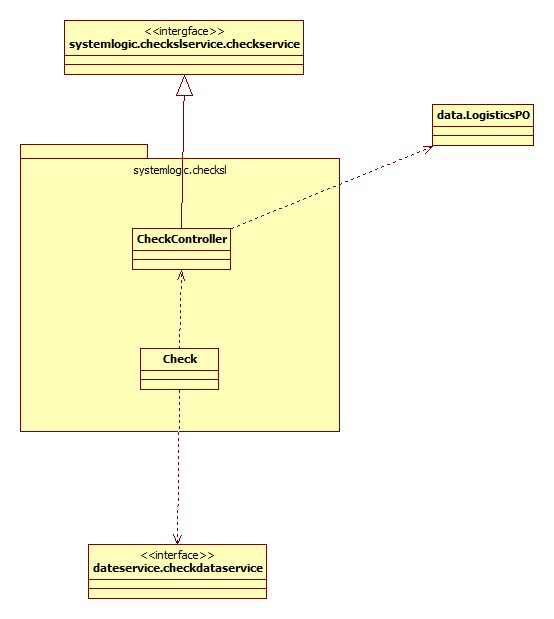 <<intergface>>
systemlogic.checkslservice.checkservice
data.LogisticsPO
systemlogic.checksl
CheckController
Check
<<interface>>
dateservice.checkdataservice